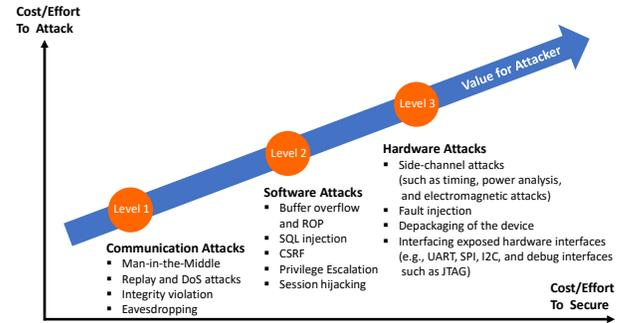 Cost/Effort
To Attack
Value for Attacker
Level 3
Level 2
Level 1
Hardware Attacks
▪ Side-channel attacks
(such as timing, power analysis,
and electromagnetic attacks)
▪ Fault injection
▪ Depackaging of the device
▪ Interfacing exposed hardware interfaces
(e.g., UART, SPI, I2C, and debug interfaces
such as JTAG)
Software Attacks
▪ Buffer overflow
and ROP
▪ SQL injection
▪ CSRF
▪ Privilege Escalation
▪ Session hijacking
Communication Attacks
▪ Man-in-the-Middle
▪ Replay and DoS attacks
▪ Integrity violation
▪ Eavesdropping
Cost/Effort
To Secure